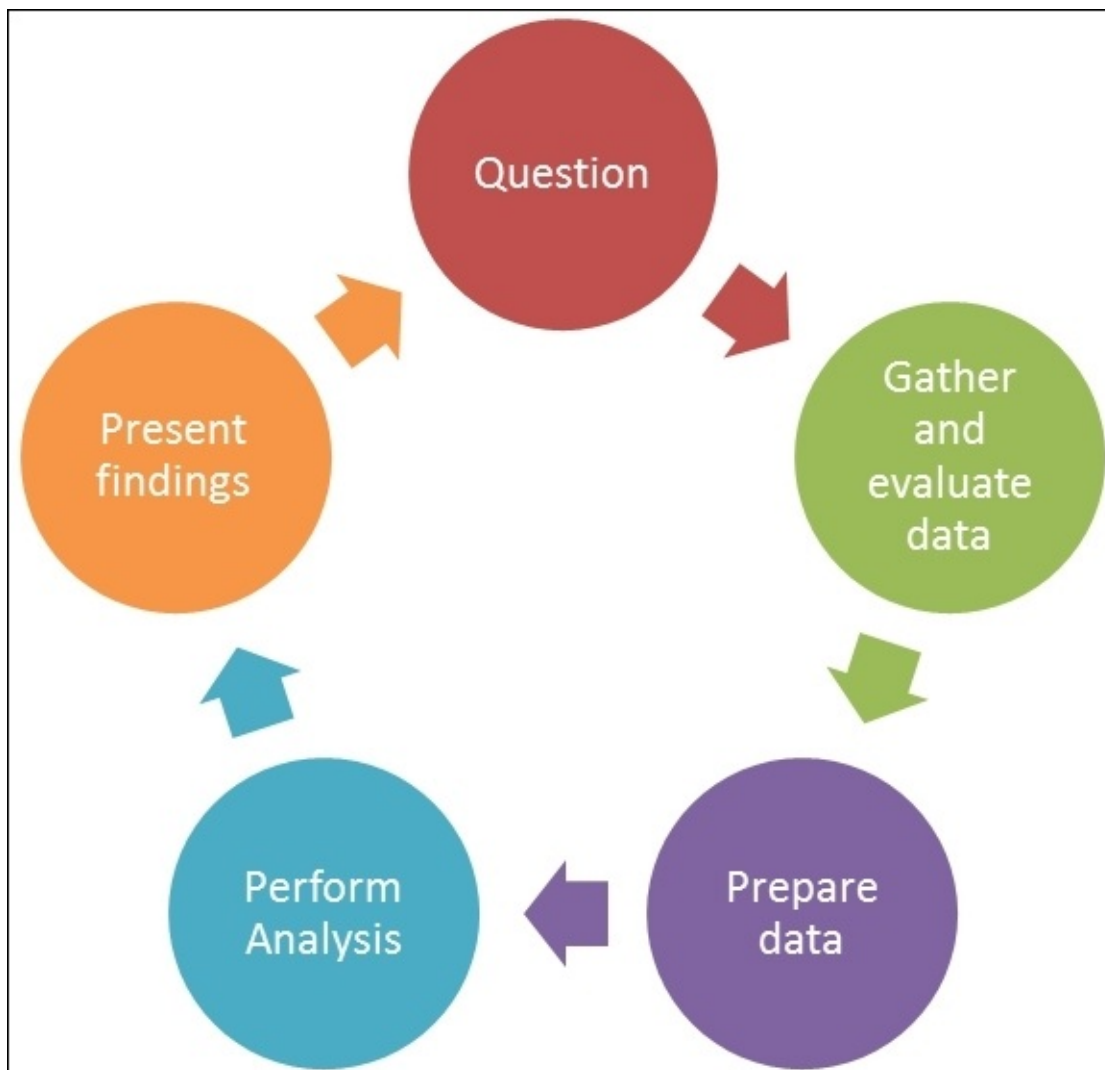 Question
Gather
and
evaluate
data
Prepare
data
Perform
Analysis
Present
findings